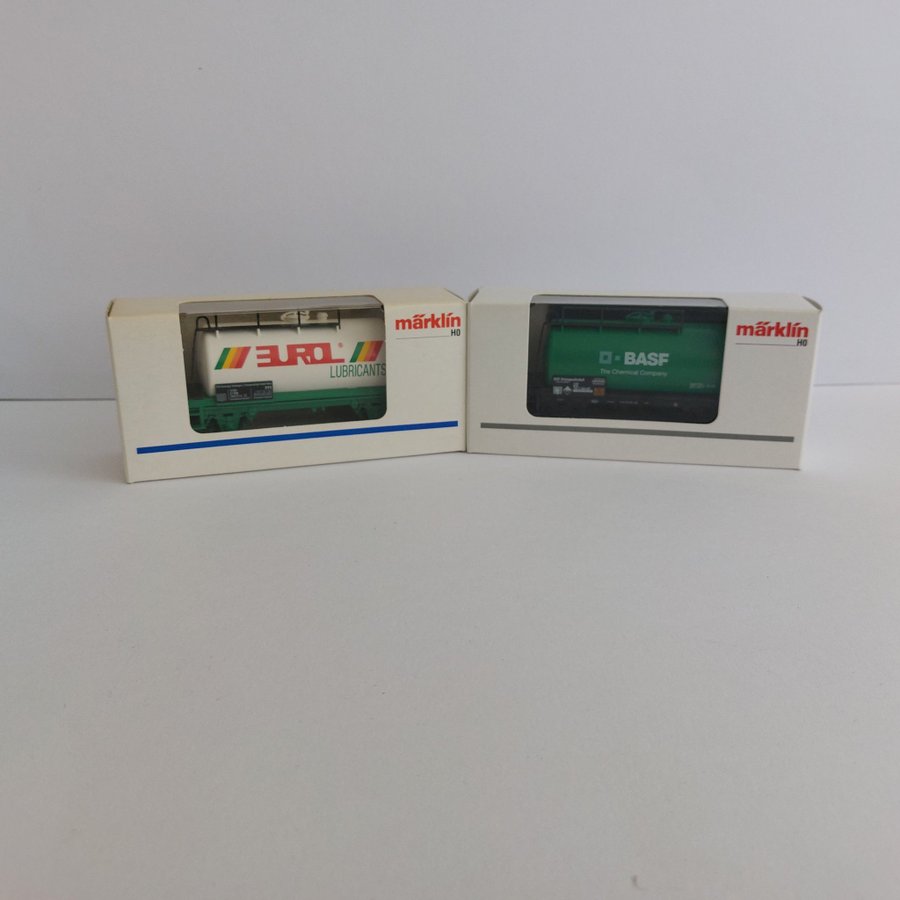 märklin
H0
EUROL®
LUBRICANTS
märklin
H0
BASF
The Chemical Company